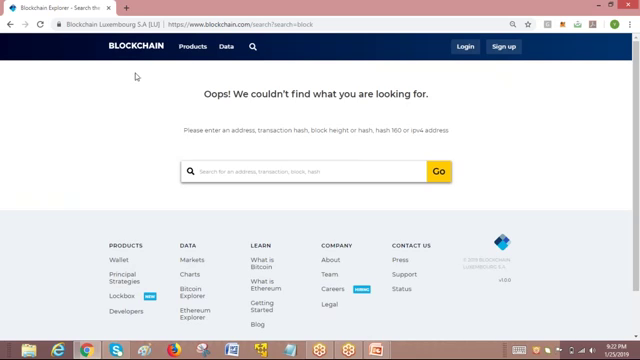 Blockchain Explorer - Search the
Blockchain Luxembourg S.A [LU] https://www.blockchain.com/search?search=block
BLOCKCHAIN Products Data Login Sign up
Oops! We couldn't find what you are looking for.
Please enter an address, transaction hash, block height or hash, hash 160 or ipv4 address
Search for an address, transaction, block, hash Go
PRODUCTS DATA LEARN COMPANY CONTACT US
Wallet Markets What is Bitcoin About Press
Principal Strategies Charts What is Ethereum Team Support
Lockbox NEW Bitcoin Explorer Getting Started Careers HIRING Status
Developers Ethereum Explorer Blog Legal
© 2019 BLOCKCHAIN LUXEMBOURG S.A.
v1.0.0
9:22 PM
1/25/2019